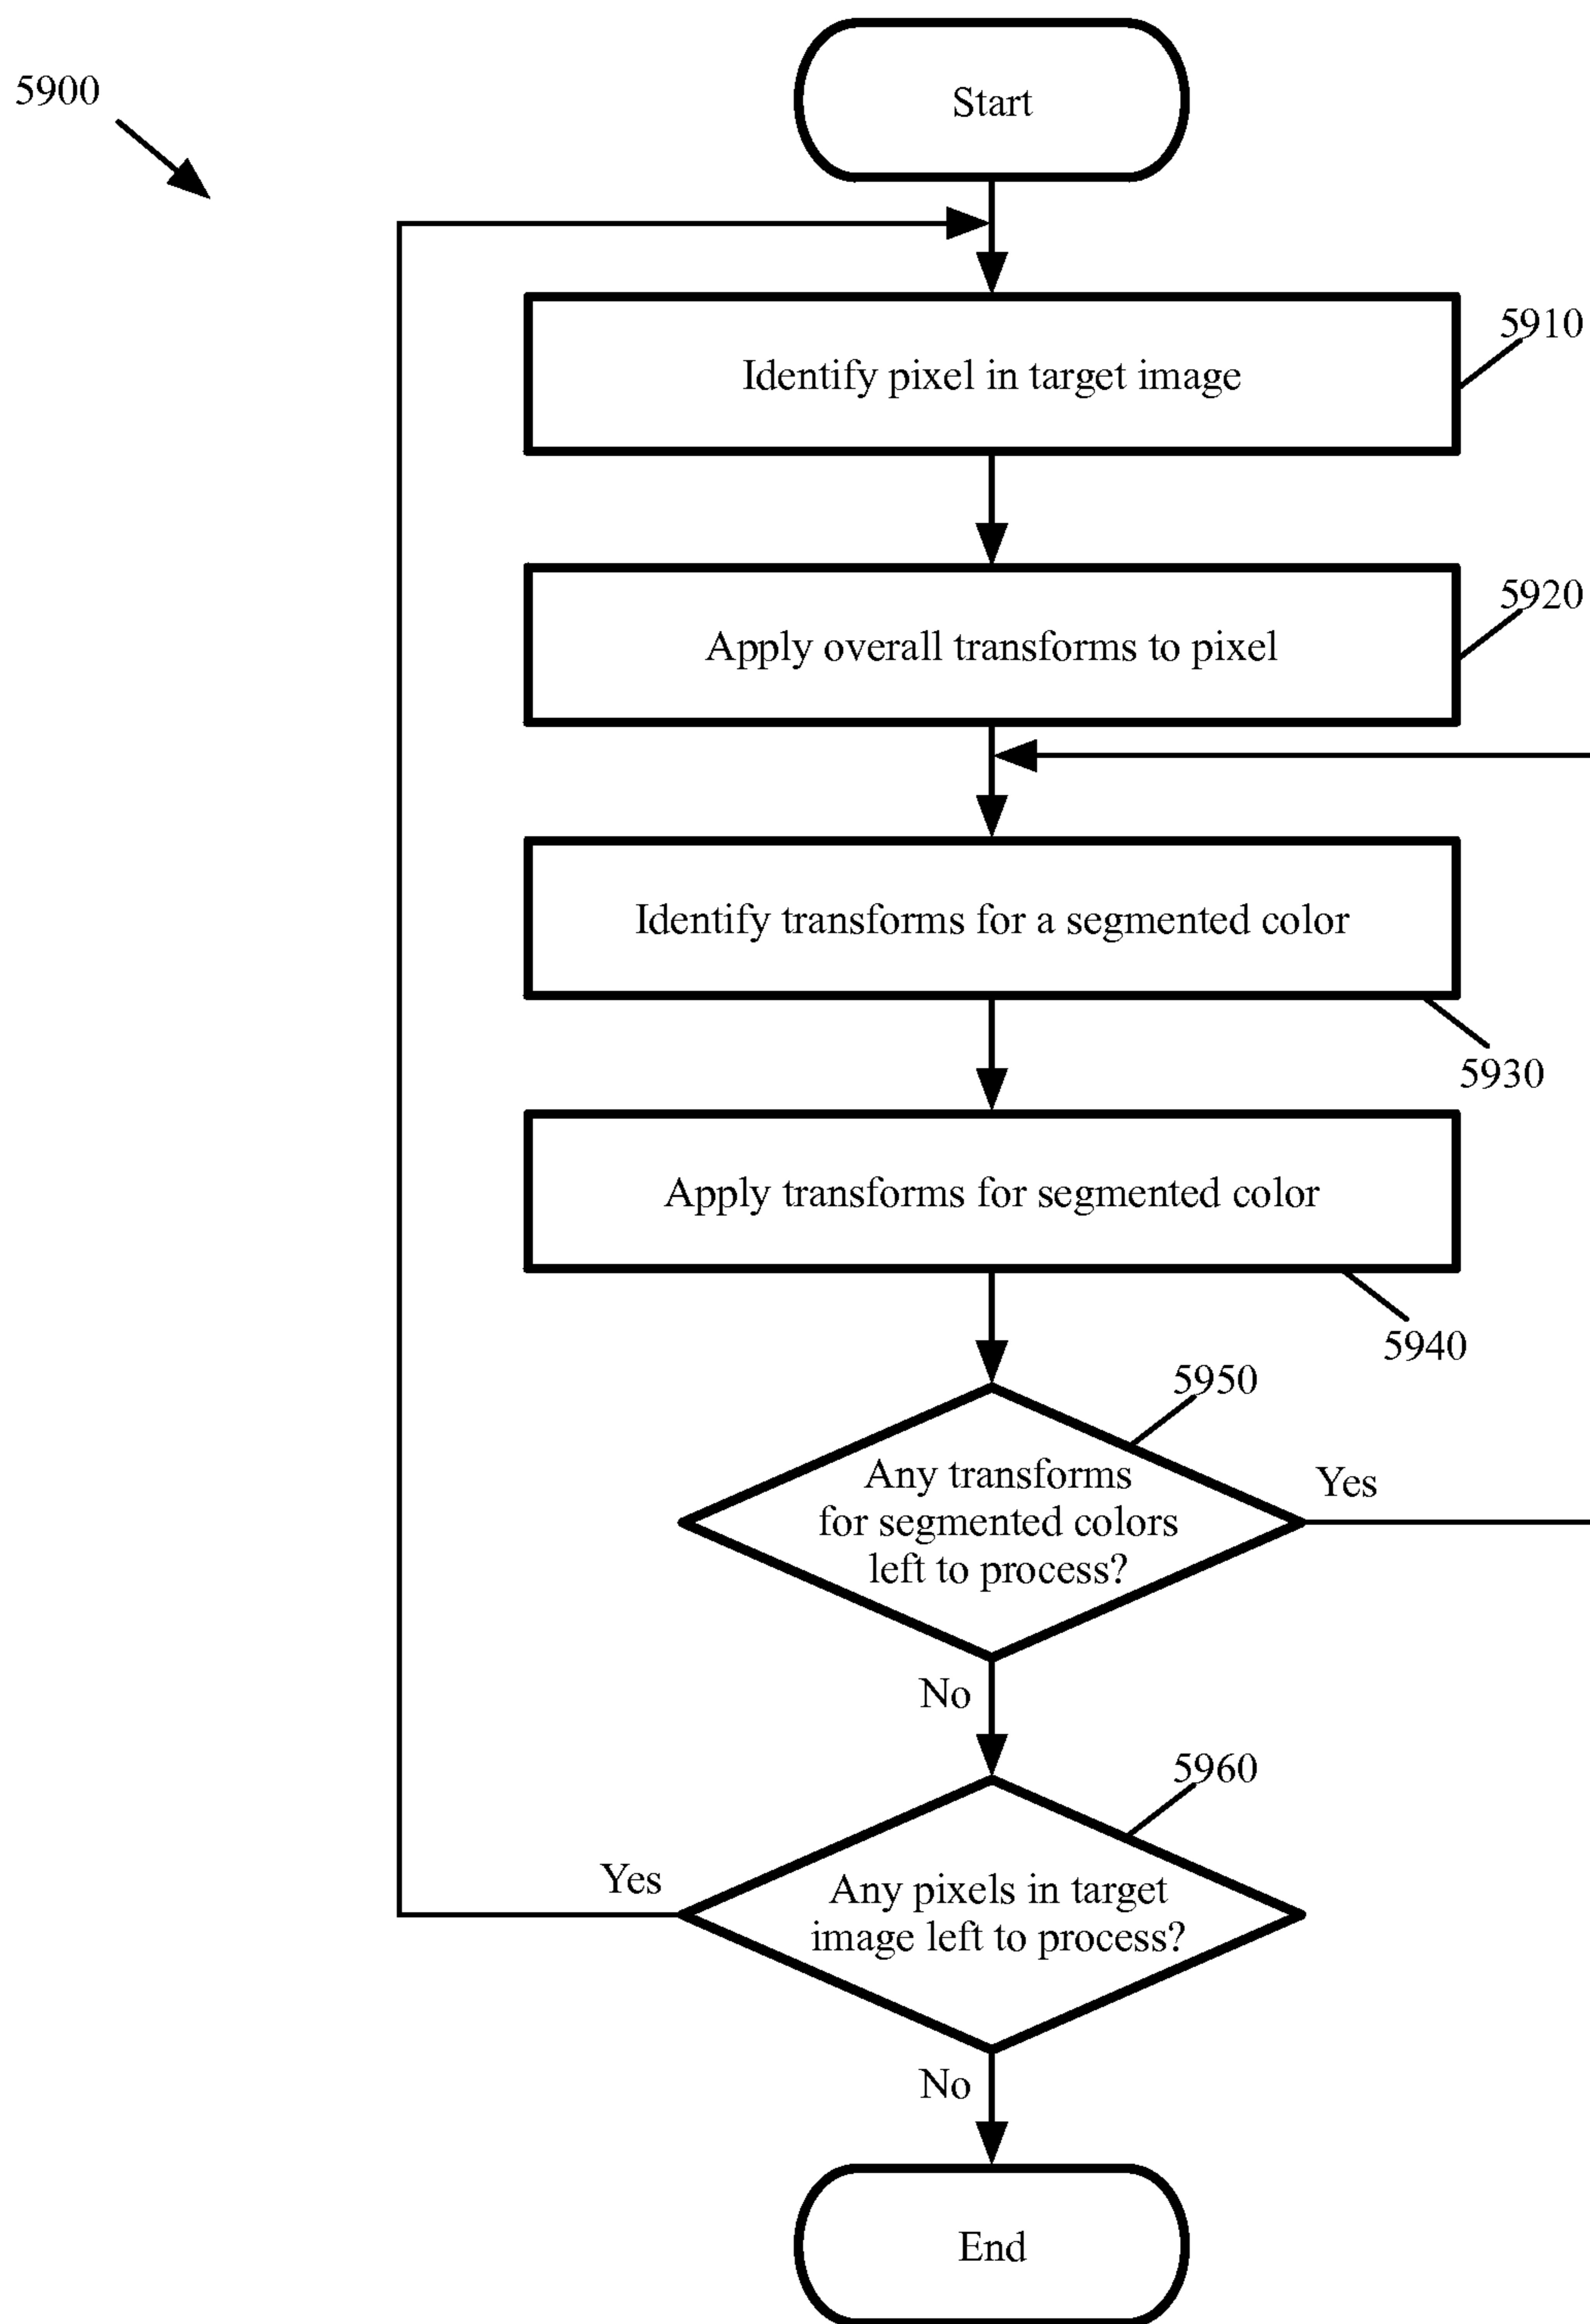 5900
Start
5910
Identify pixel in target image
5920
Apply overall transforms to pixel
Identify transforms for a segmented color
5930
Apply transforms for segmented color
5940
5950
Any transforms
for segmented colors
left to process?
Yes
No
5960
Yes
Any pixels in target
image left to process?
No
End